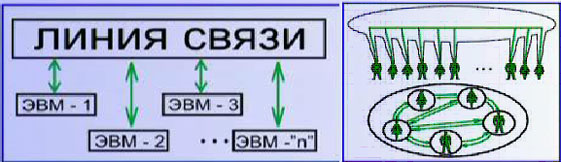 ЛИНИЯ СВЯЗИ
ЭВМ - 1
ЭВМ - 3
ЭВМ - 2
··· ЭВМ -"n"
...